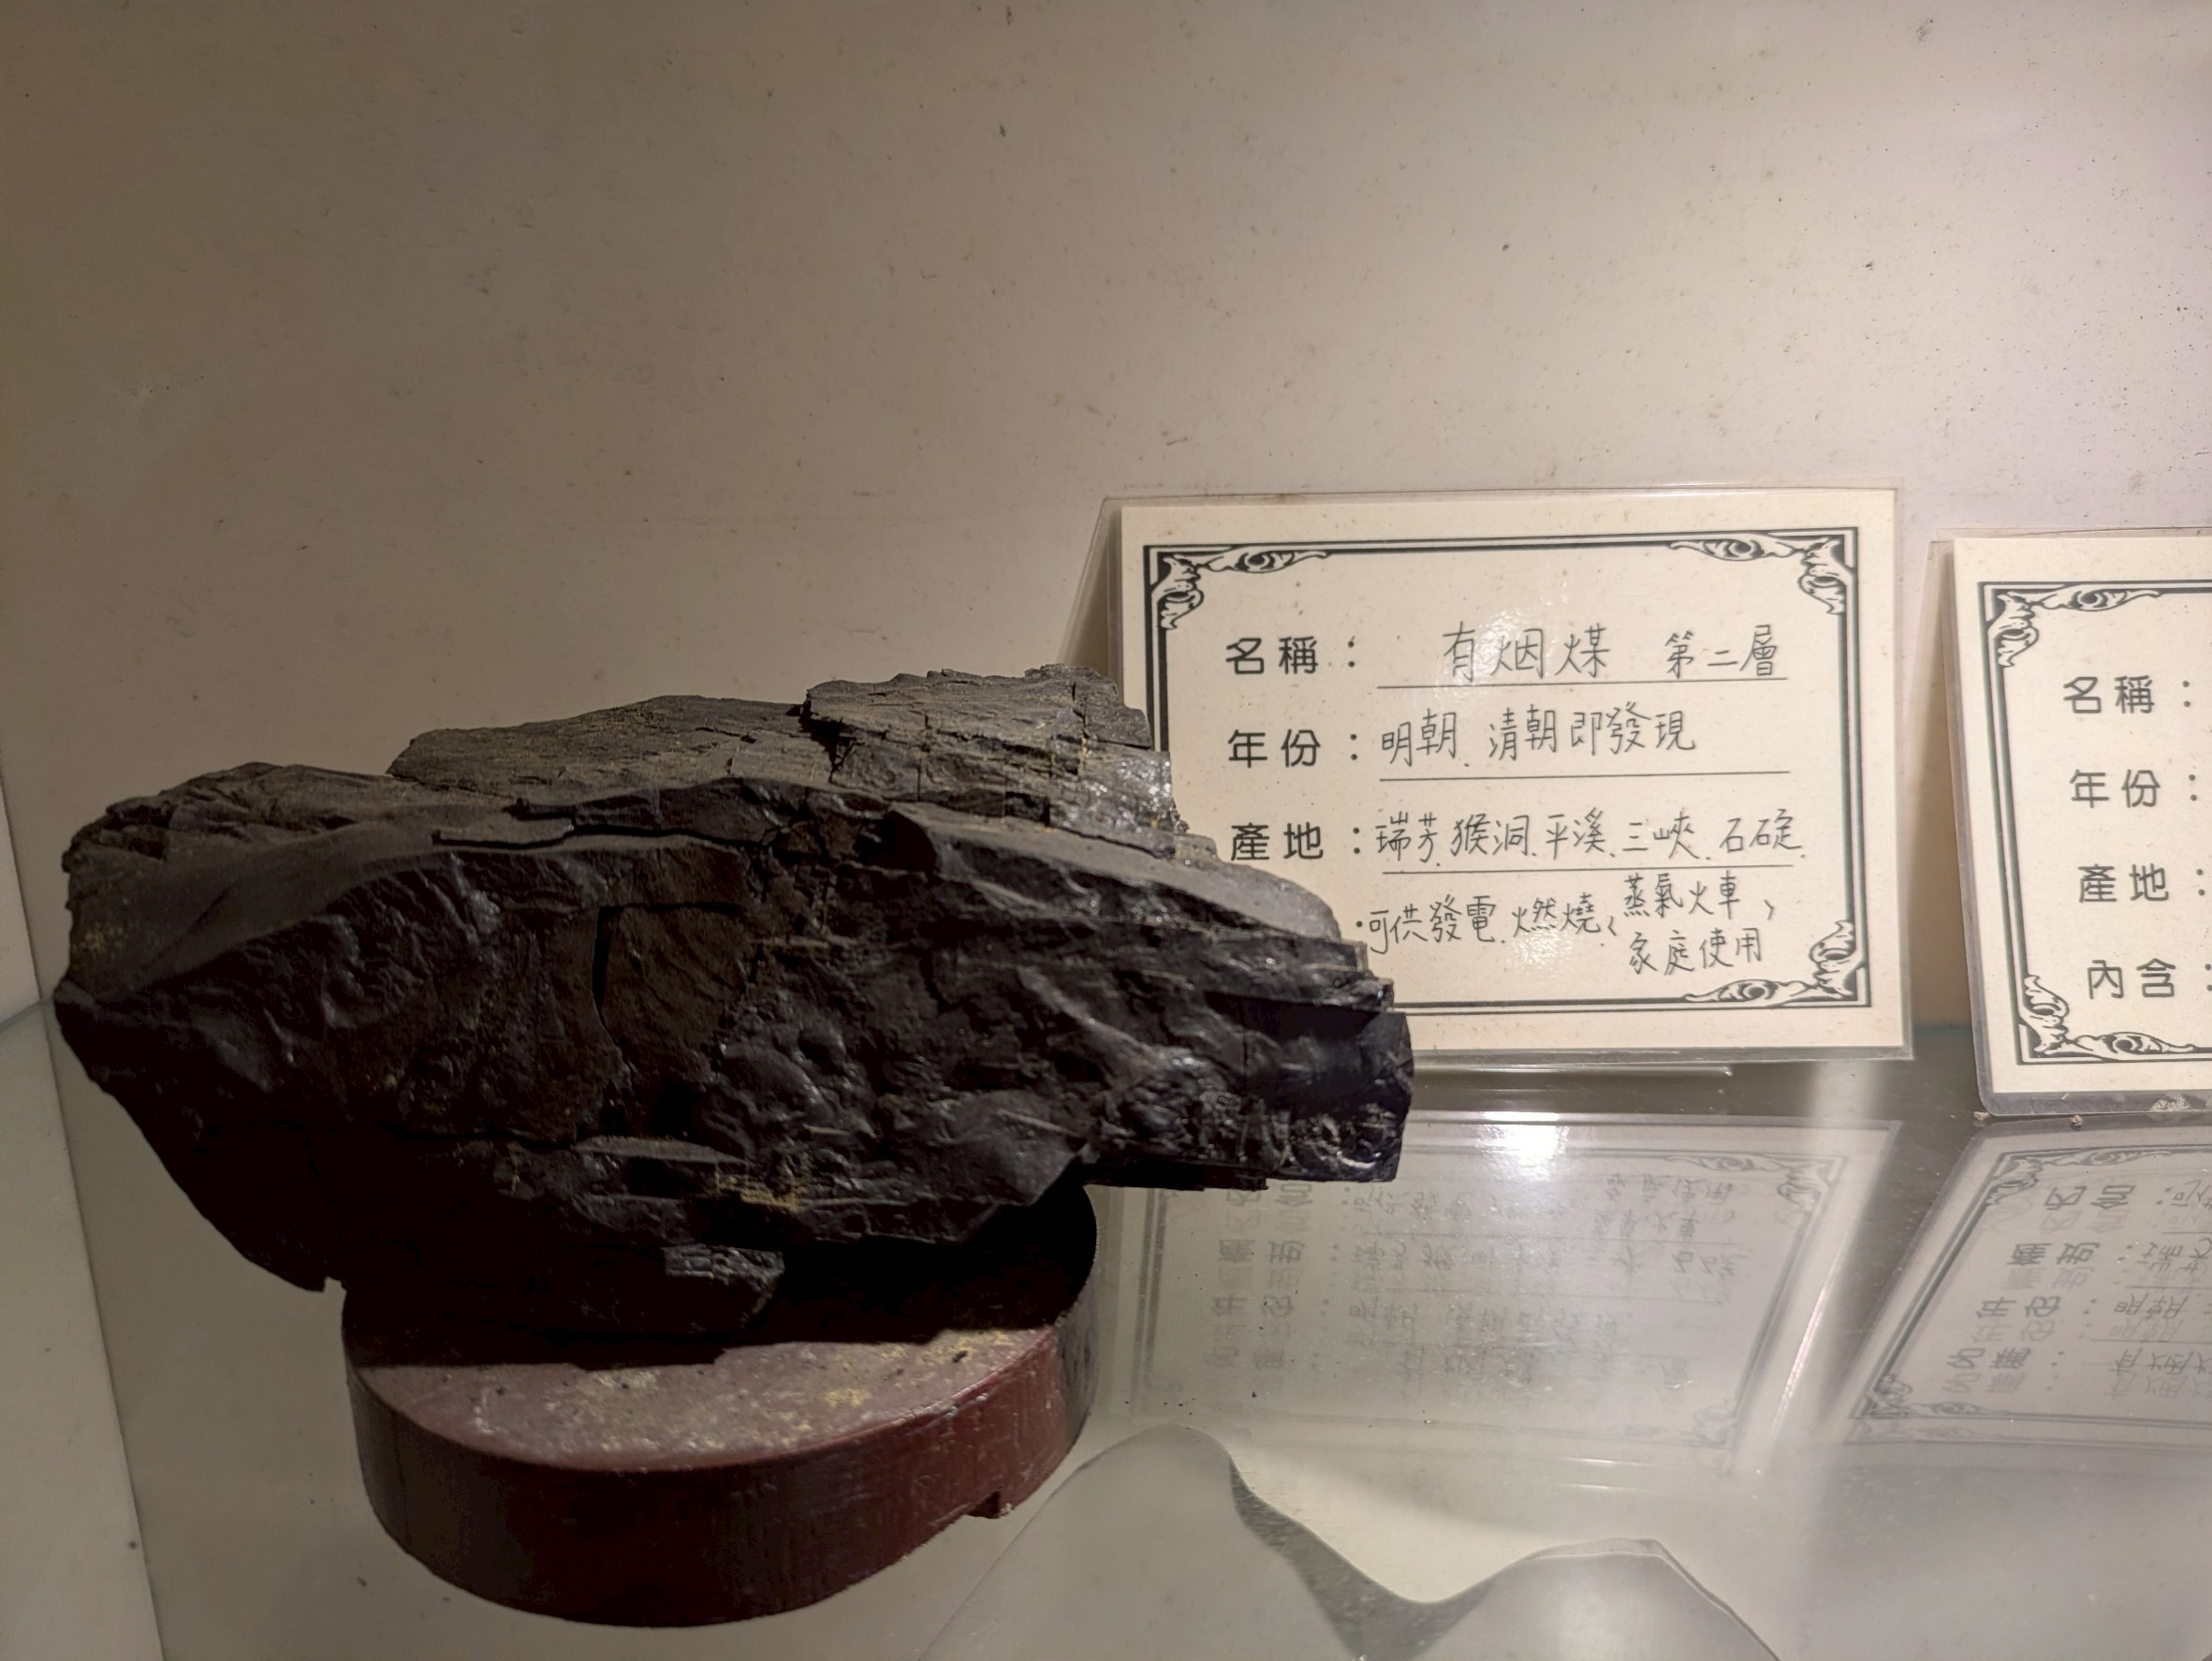 名稱： 有烟煤 第二層
年份：明朝、清朝即發現
產地：瑞芳、猴洞、平溪、三峽、石碇、
：可供發電、燃燒、蒸氣火車、
家庭使用
名稱：
年份：
產地：
內含：